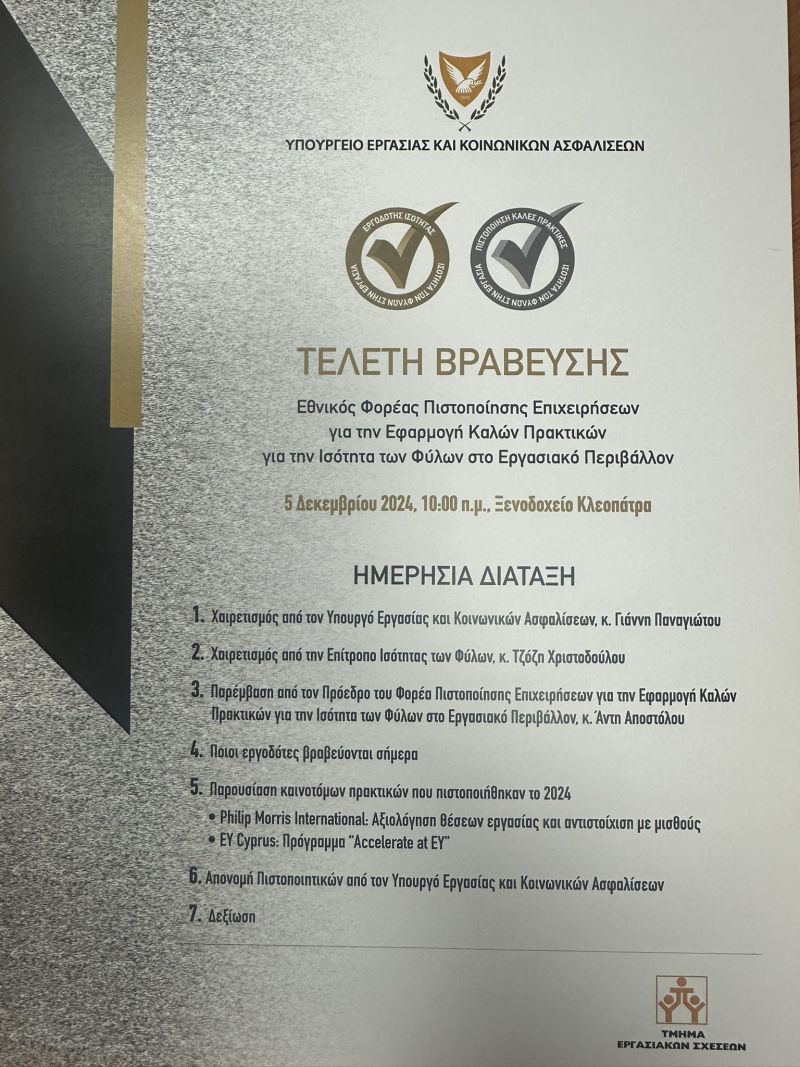 ΥΠΟΥΡΓΕΙΟ ΕΡΓΑΣΙΑΣ ΚΑΙ ΚΟΙΝΩΝΙΚΩΝ ΑΣΦΑΛΙΣΕΩΝ
ΕΡΓΟΔΟΤΗΣ ΙΣΟΤΗΤΑΣ
ΙΣΟΤΗΤΑ ΤΩΝ ΦΥΛΩΝ ΣΤΗΝ ΕΡΓΑΣΙΑ
ΠΙΣΤΟΠΟΙΗΣΗ ΚΑΛΕΣ ΠΡΑΚΤΙΚΕΣ
ΙΣΟΤΗΤΑ ΤΩΝ ΦΥΛΩΝ ΣΤΗΝ ΕΡΓΑΣΙΑ
ΤΕΛΕΤΗ ΒΡΑΒΕΥΣΗΣ
Εθνικός Φορέας Πιστοποίησης Επιχειρήσεων
για την Εφαρμογή Καλών Πρακτικών
για την Ισότητα των Φύλων στο Εργασιακό Περιβάλλον
5 Δεκεμβρίου 2024, 10:00 π.μ., Ξενοδοχείο Κλεοπάτρα
ΗΜΕΡΗΣΙΑ ΔΙΑΤΑΞΗ
1. Χαιρετισμός από τον Υπουργό Εργασίας και Κοινωνικών Ασφαλίσεων, κ. Γιάννη Παναγιώτου
2. Χαιρετισμός από την Επίτροπο Ισότητας των Φύλων, κ. Τζόζη Χριστοδούλου
3. Παρέμβαση από τον Πρόεδρο του Φορέα Πιστοποίησης Επιχειρήσεων για την Εφαρμογή Καλών
Πρακτικών για την Ισότητα των Φύλων στο Εργασιακό Περιβάλλον, κ. Άντη Αποστόλου
4. Ποιοι εργοδότες βραβεύονται σήμερα
5. Παρουσίαση καινοτόμων πρακτικών που πιστοποιήθηκαν το 2024
• Philip Morris International: Αξιολόγηση θέσεων εργασίας και αντιστοίχιση με μισθούς
• EY Cyprus: Πρόγραμμα “Accelerate at EY”
6. Απονομή Πιστοποιητικών από τον Υπουργό Εργασίας και Κοινωνικών Ασφαλίσεων
7. Δεξίωση
ΤΜΗΜΑ
ΕΡΓΑΣΙΑΚΩΝ ΣΧΕΣΕΩΝ